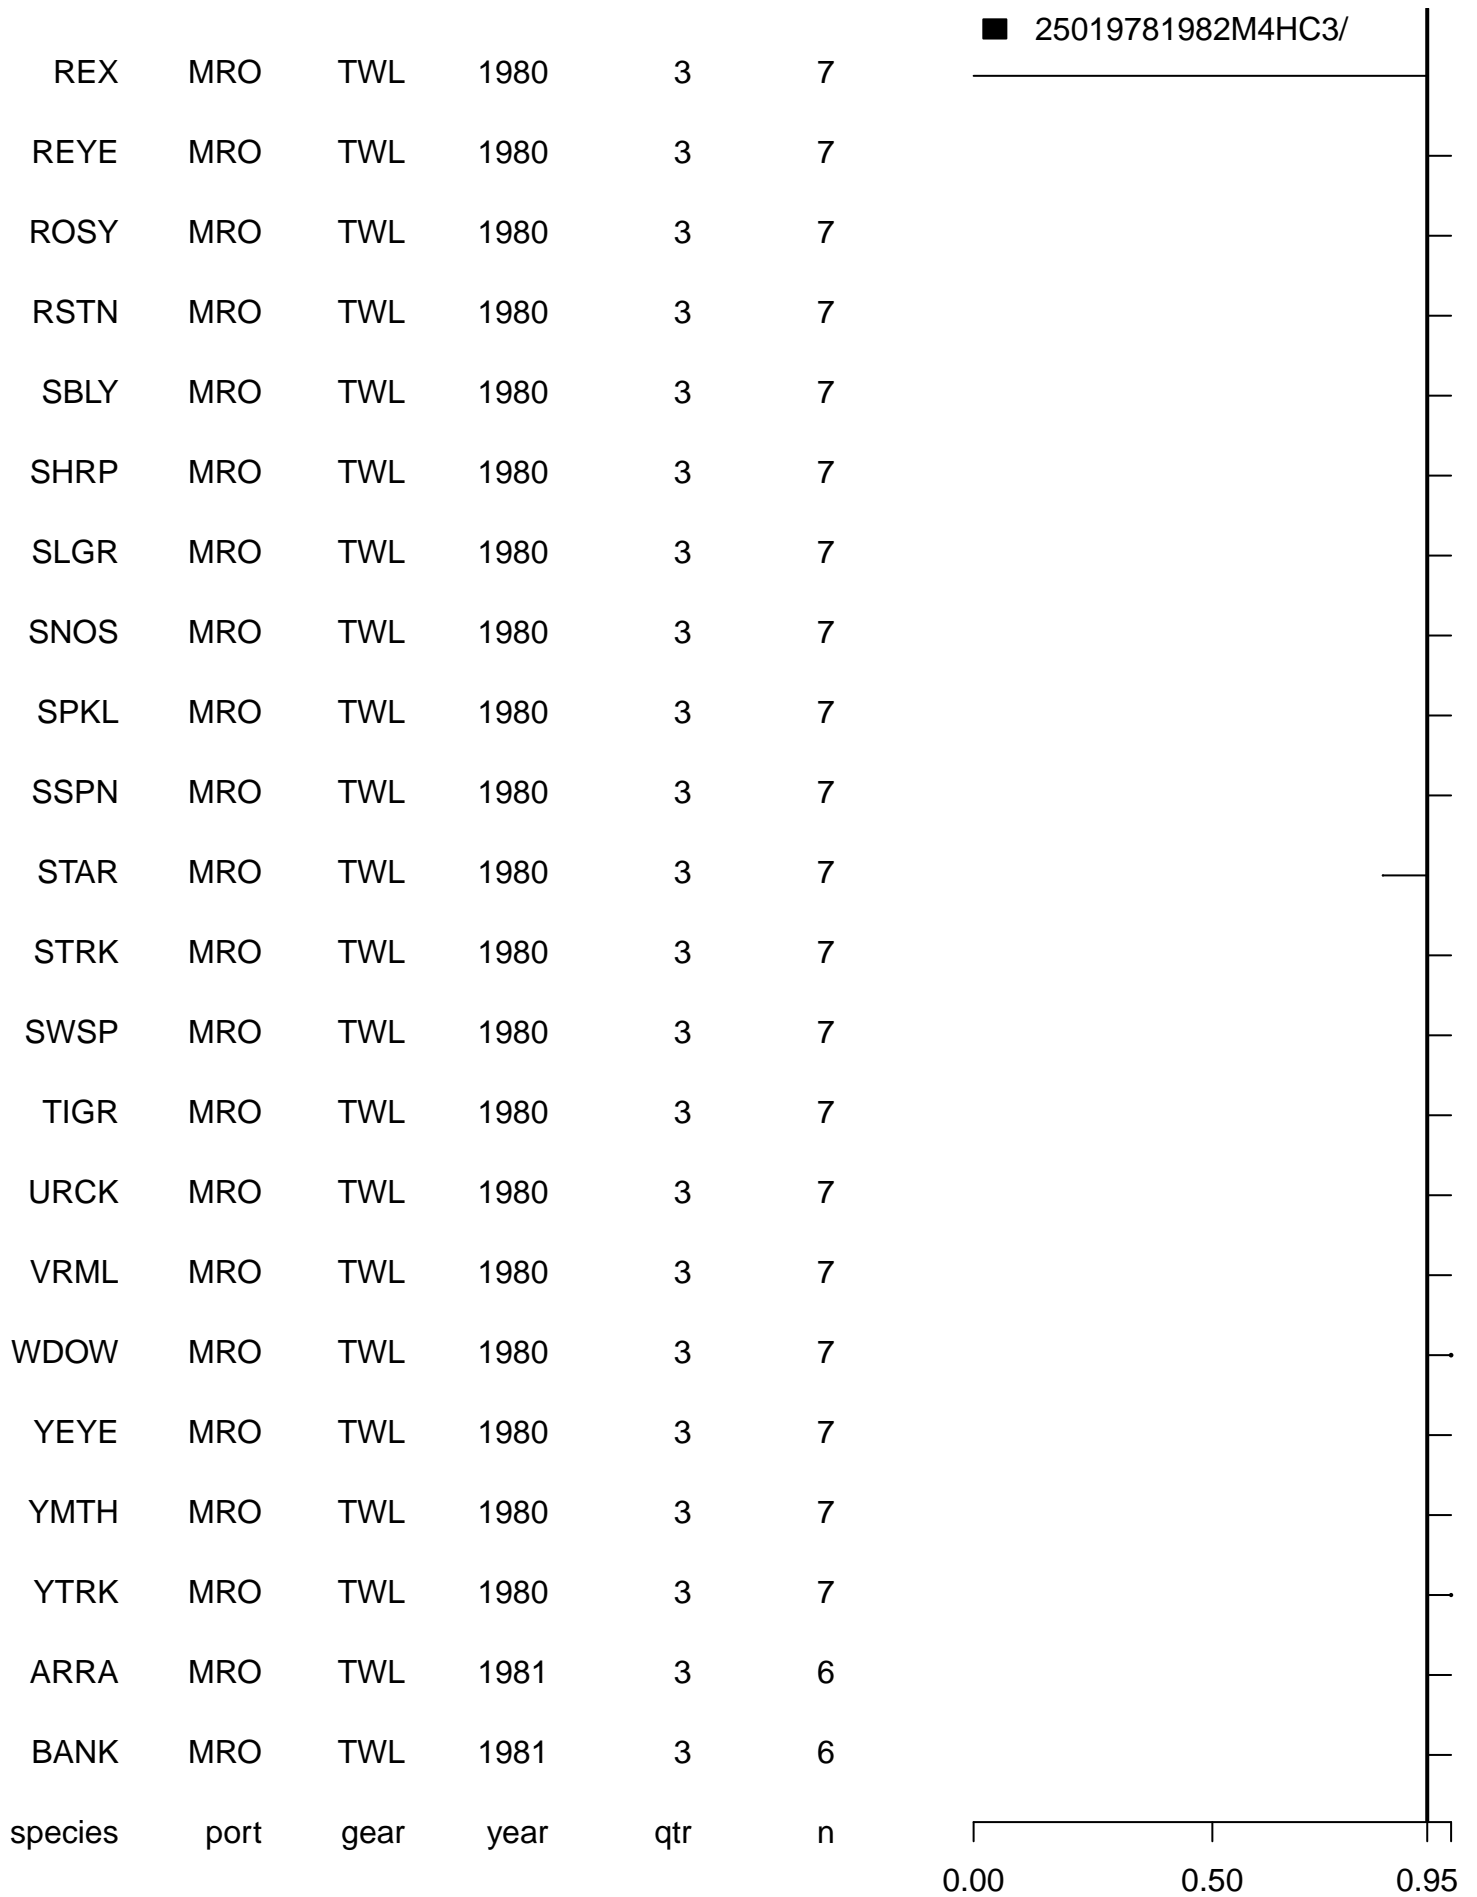 25019781982M4HC3/
REX MRO TWL 1980 3 7
REYE MRO TWL 1980 3 7
ROSY MRO TWL 1980 3 7
RSTN MRO TWL 1980 3 7
SBLY MRO TWL 1980 3 7
SHRP MRO TWL 1980 3 7
SLGR MRO TWL 1980 3 7
SNOS MRO TWL 1980 3 7
SPKL MRO TWL 1980 3 7
SSPN MRO TWL 1980 3 7
STAR MRO TWL 1980 3 7
STRK MRO TWL 1980 3 7
SWSP MRO TWL 1980 3 7
TIGR MRO TWL 1980 3 7
URCK MRO TWL 1980 3 7
VRML MRO TWL 1980 3 7
WDOW MRO TWL 1980 3 7
YEYE MRO TWL 1980 3 7
YMTH MRO TWL 1980 3 7
YTRK MRO TWL 1980 3 7
ARRA MRO TWL 1981 3 6
BANK MRO TWL 1981 3 6
species port gear year qtr n
0.00 0.50 0.95